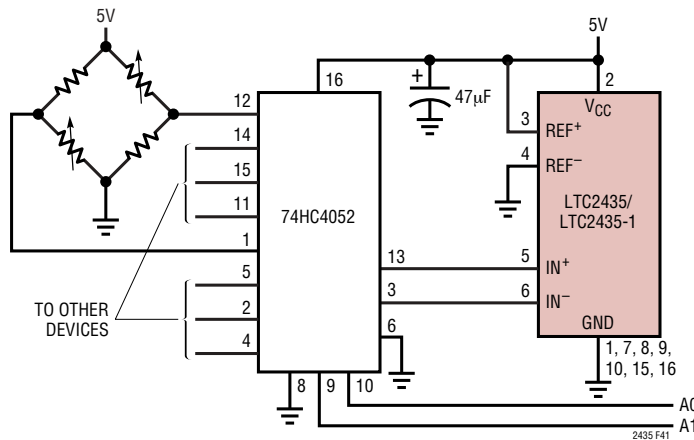 5V
5V
16
2
+
47µF
VCC
12
3
REF+
14
4
REF−
15
LTC2435/
LTC2435-1
11
74HC4052
1
13
5
IN+
5
3
6
IN−
TO OTHER
DEVICES
2
6
GND
4
1, 7, 8, 9,
10, 15, 16
8
9
10
A0
A1
2435 F41